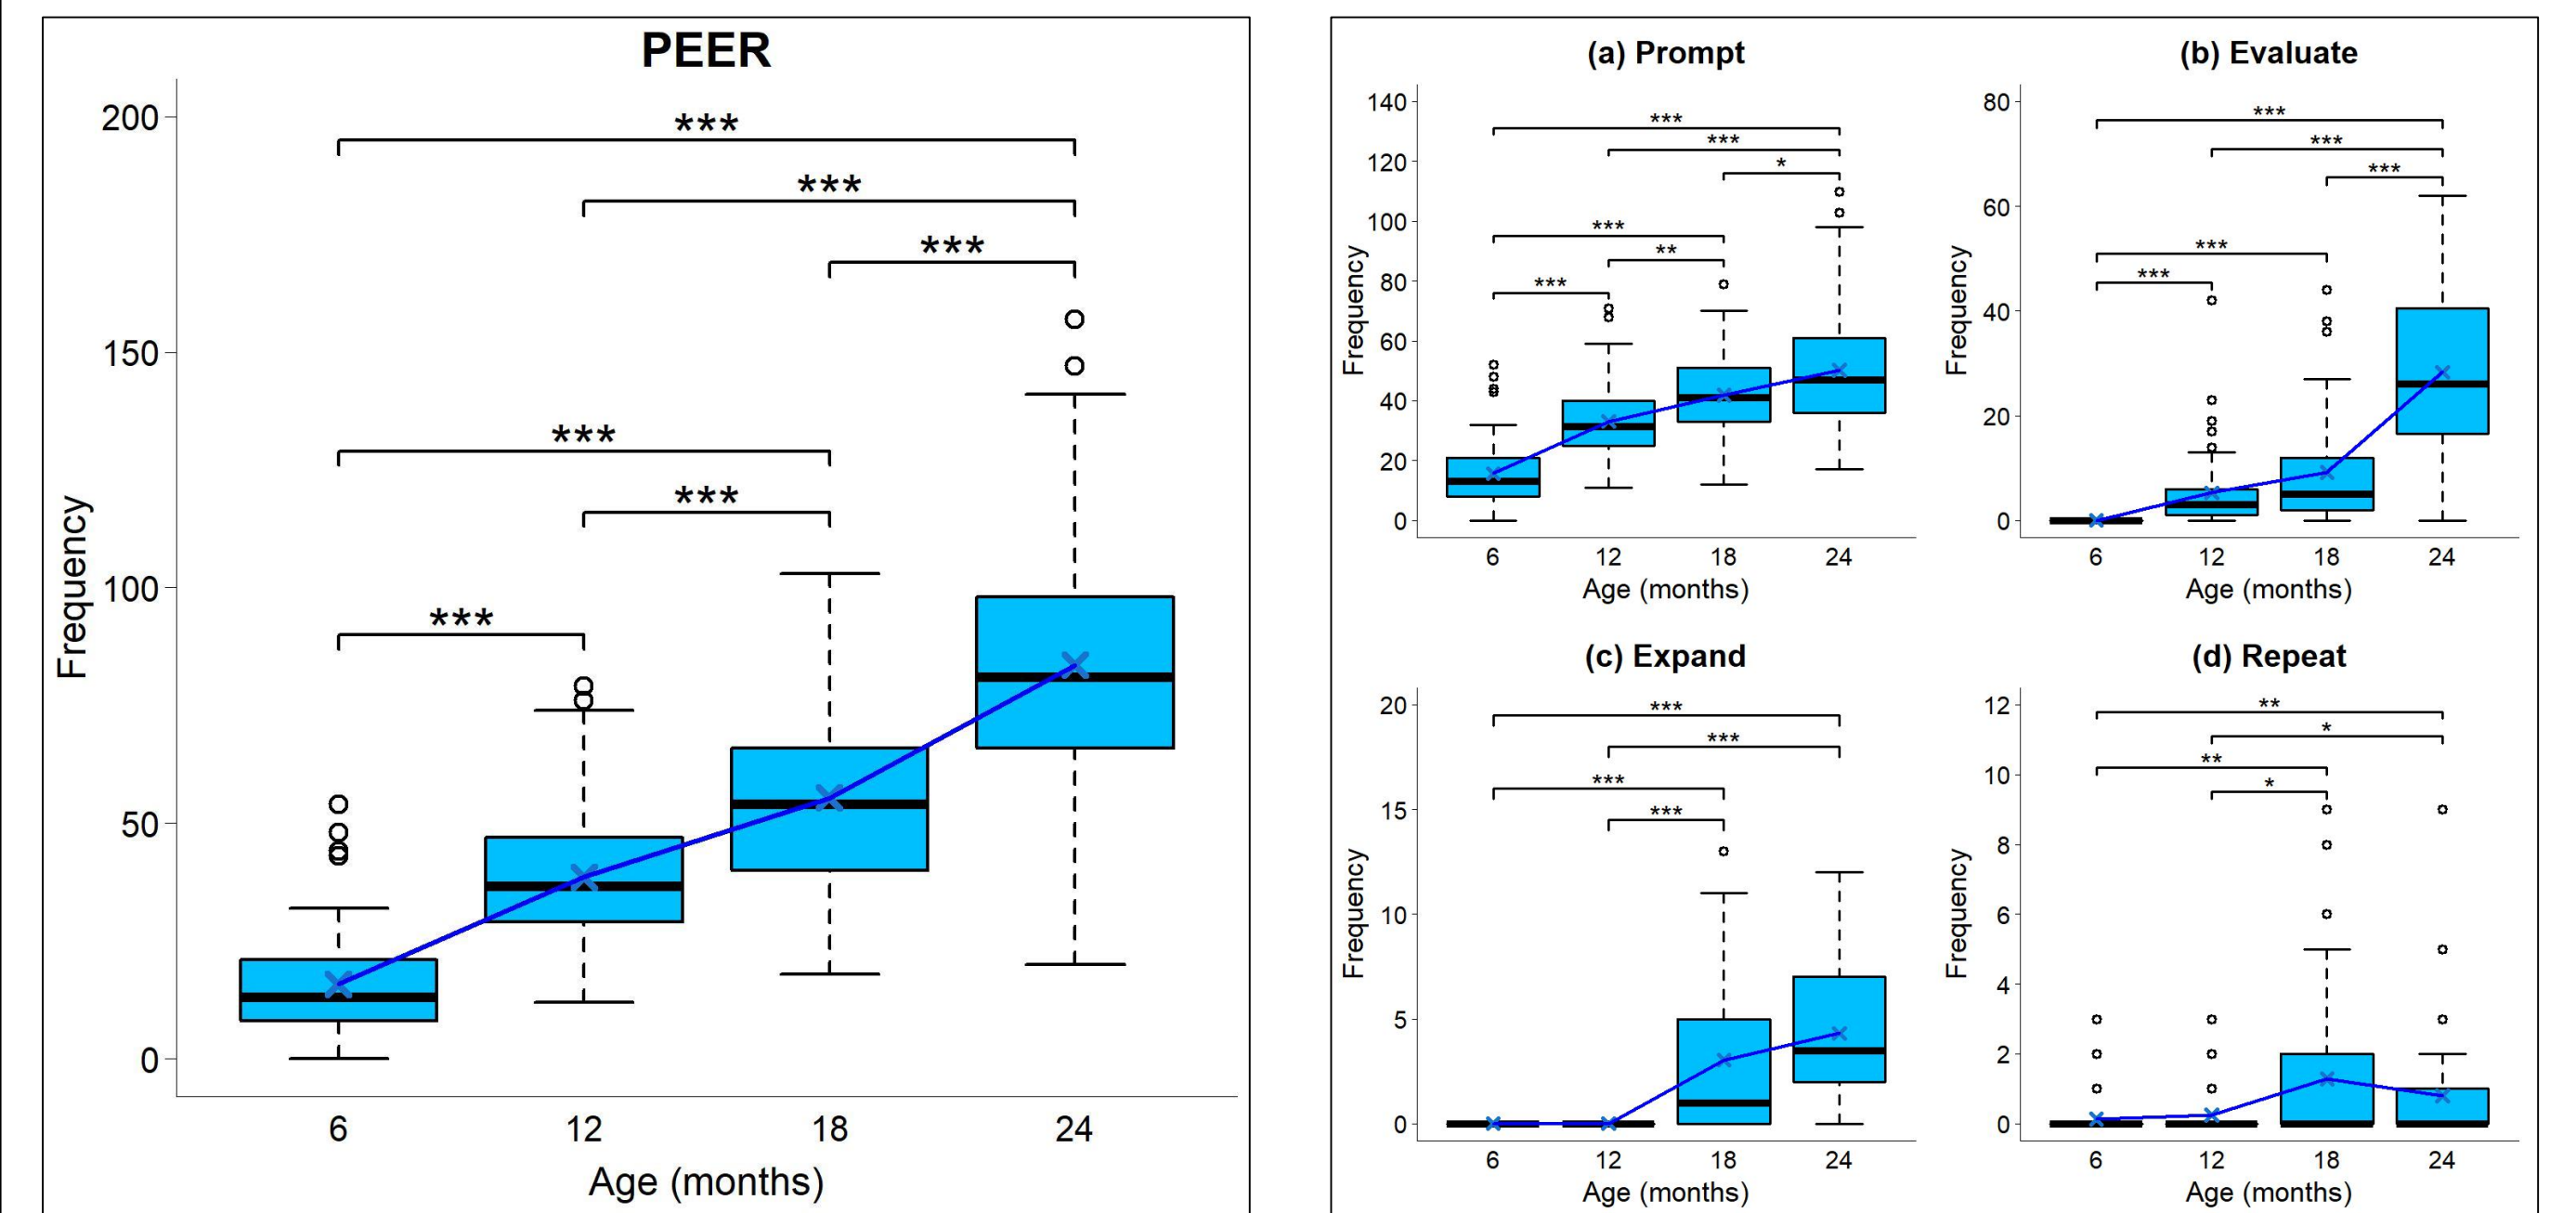 PEER
200
150
100
50
0
Frequency
***
***
***
***
***
***
6 12 18 24
Age (months)
(a) Prompt
140
120
100
80
60
40
20
0
Frequency
***
***
*
***
**
***
6 12 18 24
Age (months)
(b) Evaluate
80
60
40
20
0
Frequency
***
***
***
***
***
6 12 18 24
Age (months)
(c) Expand
20
15
10
5
0
Frequency
***
***
***
***
6 12 18 24
Age (months)
(d) Repeat
12
10
8
6
4
2
0
Frequency
**
*
**
*
6 12 18 24
Age (months)